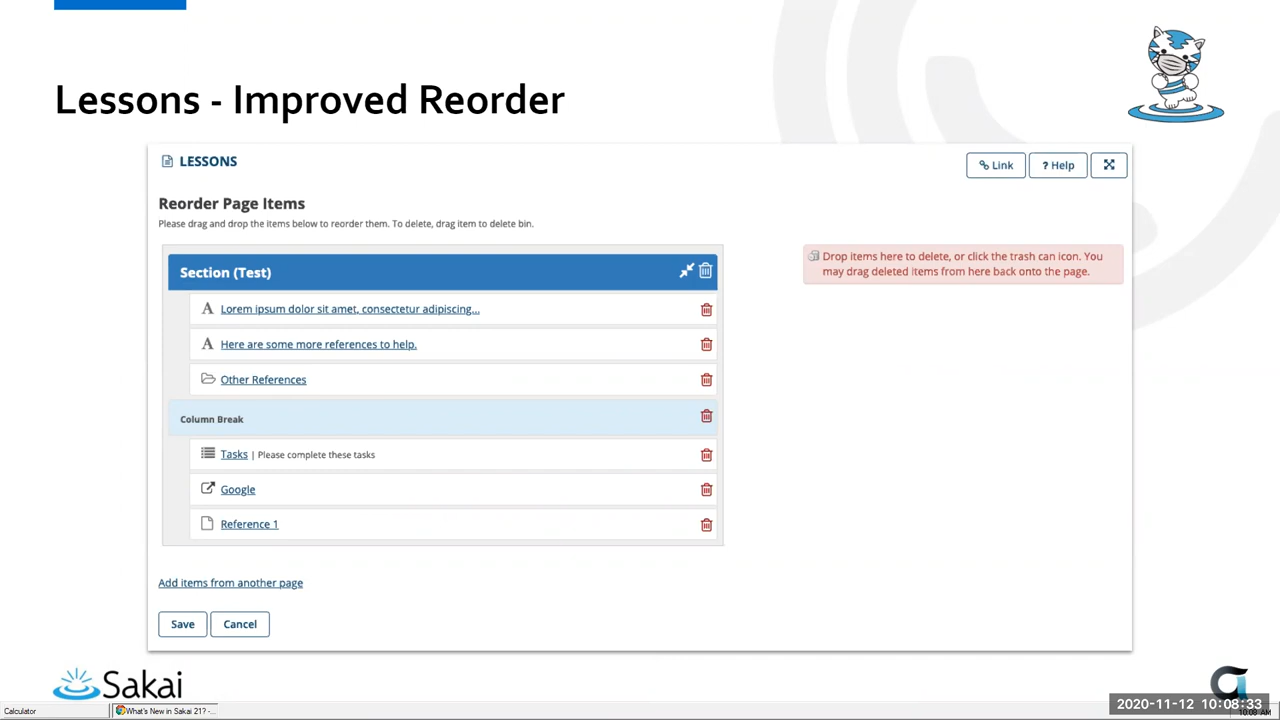 Lessons - Improved Reorder
LESSONS
Link
? Help
Reorder Page Items
Please drag and drop the items below to reorder them. To delete, drag item to delete bin.
Section (Test)
Drop items here to delete, or click the trash can icon. You
may drag deleted items from here back onto the page.
Lorem ipsum dolor sit amet, consectetur adipiscing...
Here are some more references to help.
Other References
Column Break
Tasks | Please complete these tasks
Google
Reference 1
Add items from another page
Save
Cancel
Sakai
2020-11-12 10:08:33
Calculator
What's New in Sakai 21? -...
10:08 AM